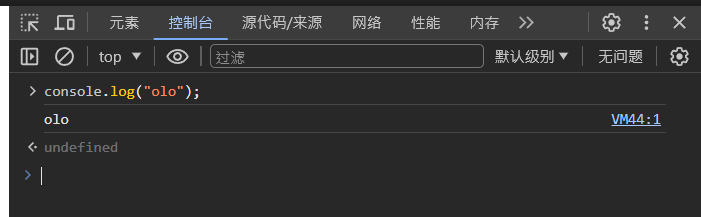 元素 控制台 源代码/来源 网络 性能 内存
top 过滤 默认级别 无问题
console.log("olo");
olo VM44:1
undefined